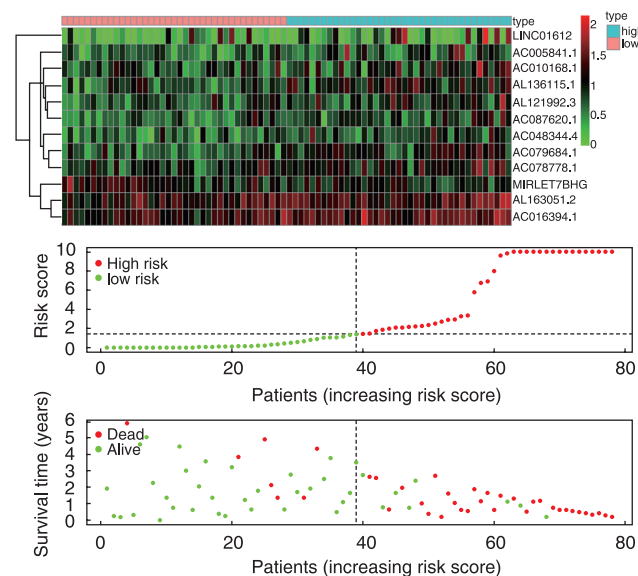 type
LINC01612
AC005841.1
AC010168.1
AL136115.1
AL121992.3
AC087620.1
AC048344.4
AC079684.1
AC078778.1
MIRLET7BHG
AL163051.2
AC016394.1
2
1.5
1
0.5
0
type
high
low
Risk score
10
8
6
4
2
0
High risk
low risk
0 20 40 60 80
Patients (increasing risk score)
Survival time (years)
6
5
4
3
2
1
0
Dead
Alive
0 20 40 60 80
Patients (increasing risk score)